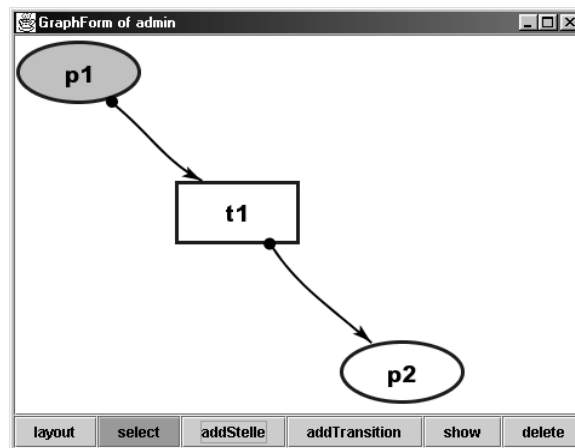 GraphForm of admin
p1
t1
p2
layout select addStelle addTransition show delete